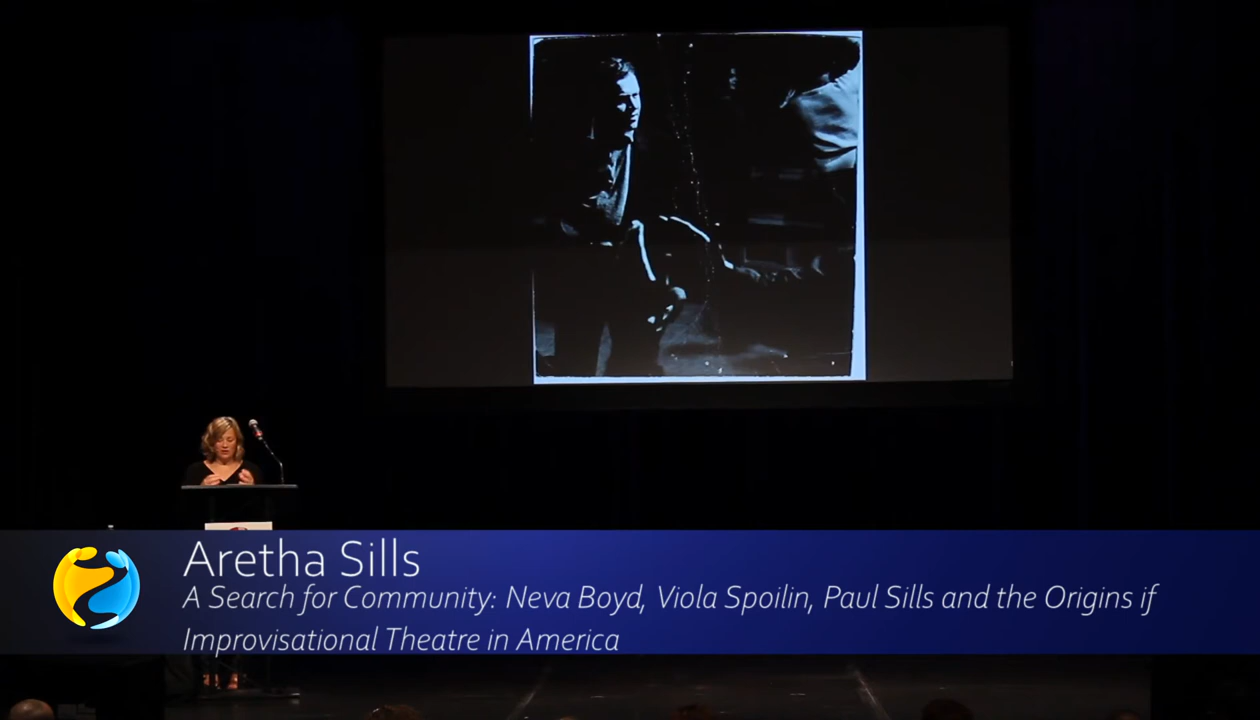 Aretha Sills
A Search for Community: Neva Boyd, Viola Spoilin, Paul Sills and the Origins if
Improvisational Theatre in America